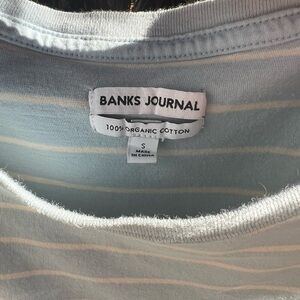 BANKS JOURNAL
100% ORGANIC COTTON
S
MADE
IN CHINA